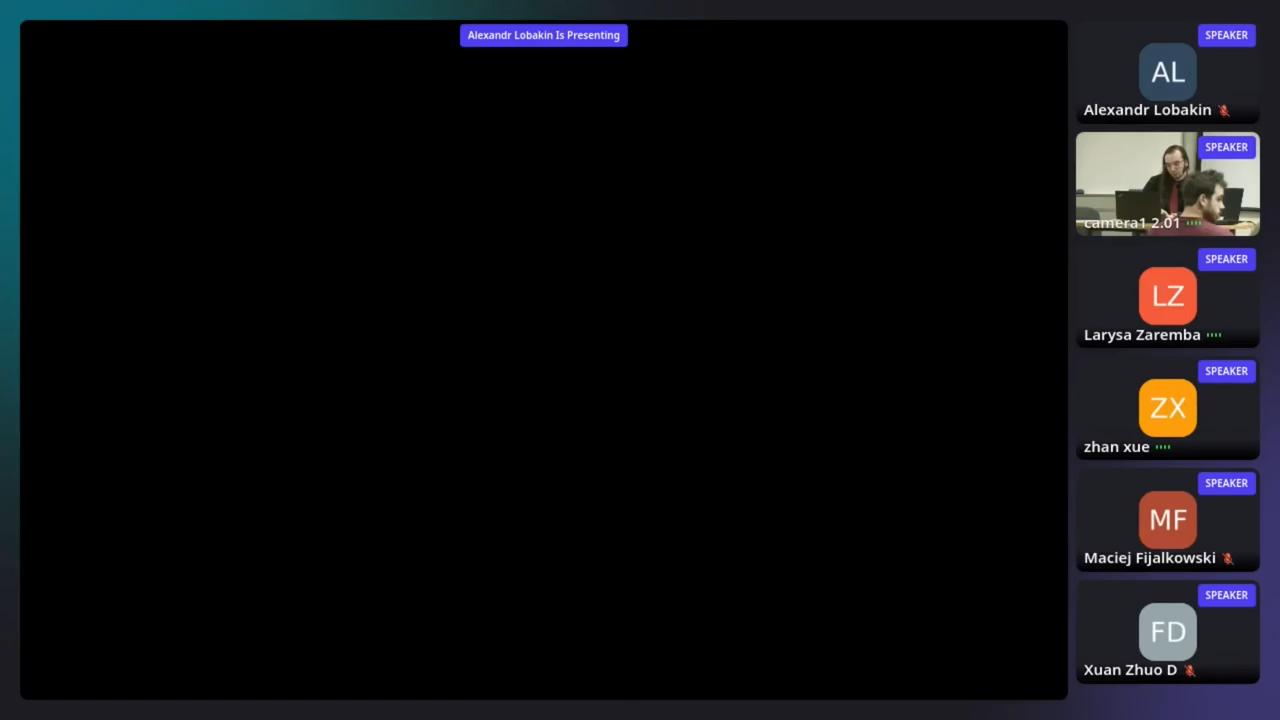 Alexandr Lobakin Is Presenting
SPEAKER
AL
Alexandr Lobakin
SPEAKER
camera1 2.01
SPEAKER
LZ
Larysa Zaremba
SPEAKER
ZX
zhan xue
SPEAKER
MF
Maciej Fijalkowski
SPEAKER
FD
Xuan Zhuo D